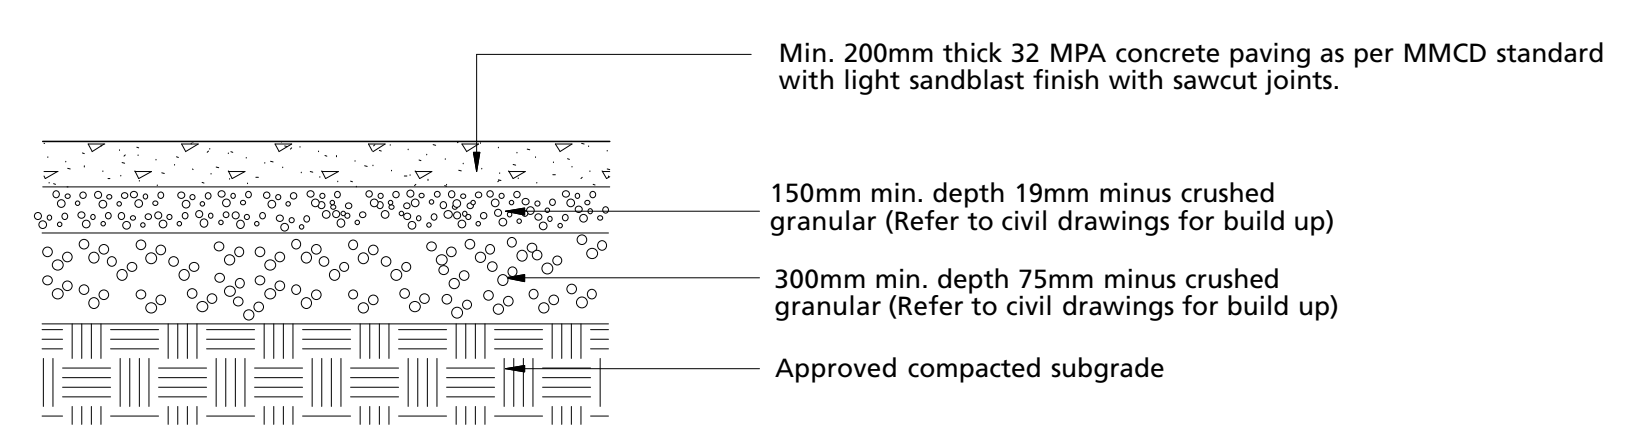 Min. 200mm thick 32 MPA concrete paving as per MMCD standard
with light sandblast finish with sawcut joints.
150mm min. depth 19mm minus crushed
granular (Refer to civil drawings for build up)
300mm min. depth 75mm minus crushed
granular (Refer to civil drawings for build up)
Approved compacted subgrade